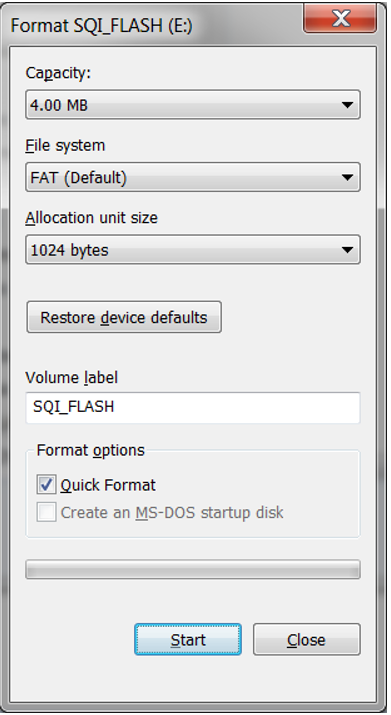 Format SQI_FLASH (E:)
Capacity:
4.00 MB
File system
FAT (Default)
Allocation unit size
1024 bytes
Restore device defaults
Volume label
SQI_FLASH
Format options
Quick Format
Create an MS-DOS startup disk
Start
Close